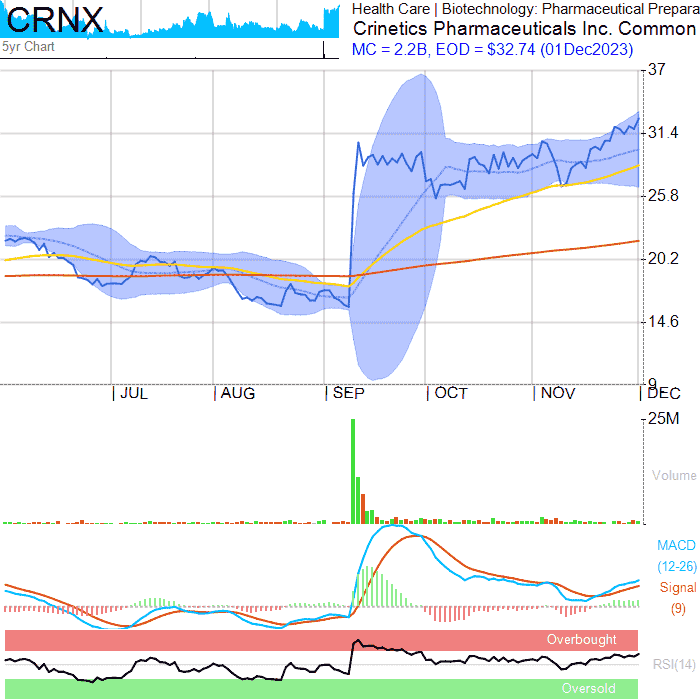 CRNX
5yr Chart
Health Care | Biotechnology: Pharmaceutical Prepara
Crinetics Pharmaceuticals Inc. Common
MC = 2.2B, EOD = $32.74 (01Dec2023)
37
31.4
25.8
20.2
14.6
9
JUL AUG SEP OCT NOV DEC
25M
Volume
MACD
(12-26)
Signal
(9)
Overbought
RSI(14)
Oversold